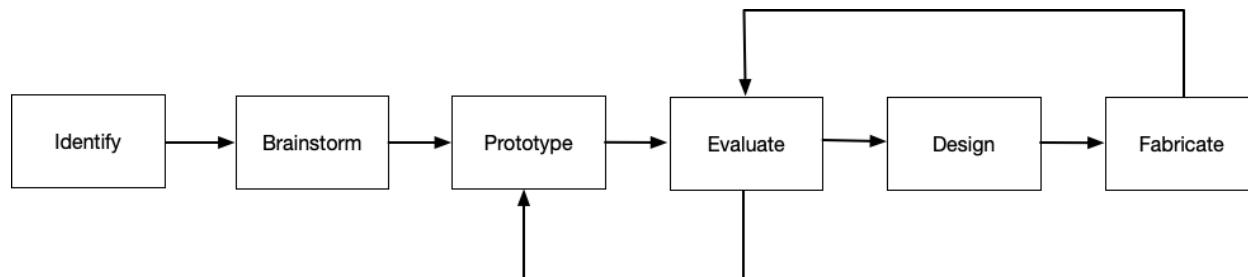 Identify
Brainstorm
Prototype
Evaluate
Design
Fabricate